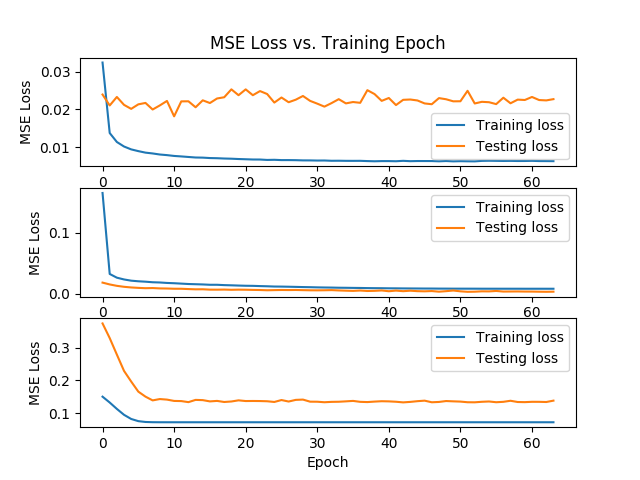 MSE Loss vs. Training Epoch
MSE Loss
0.03
0.02
0.01
Training loss
Testing loss
0 10 20 30 40 50 60
MSE Loss
0.1
0.0
Training loss
Testing loss
0 10 20 30 40 50 60
MSE Loss
0.3
0.2
0.1
Training loss
Testing loss
0 10 20 30 40 50 60
Epoch